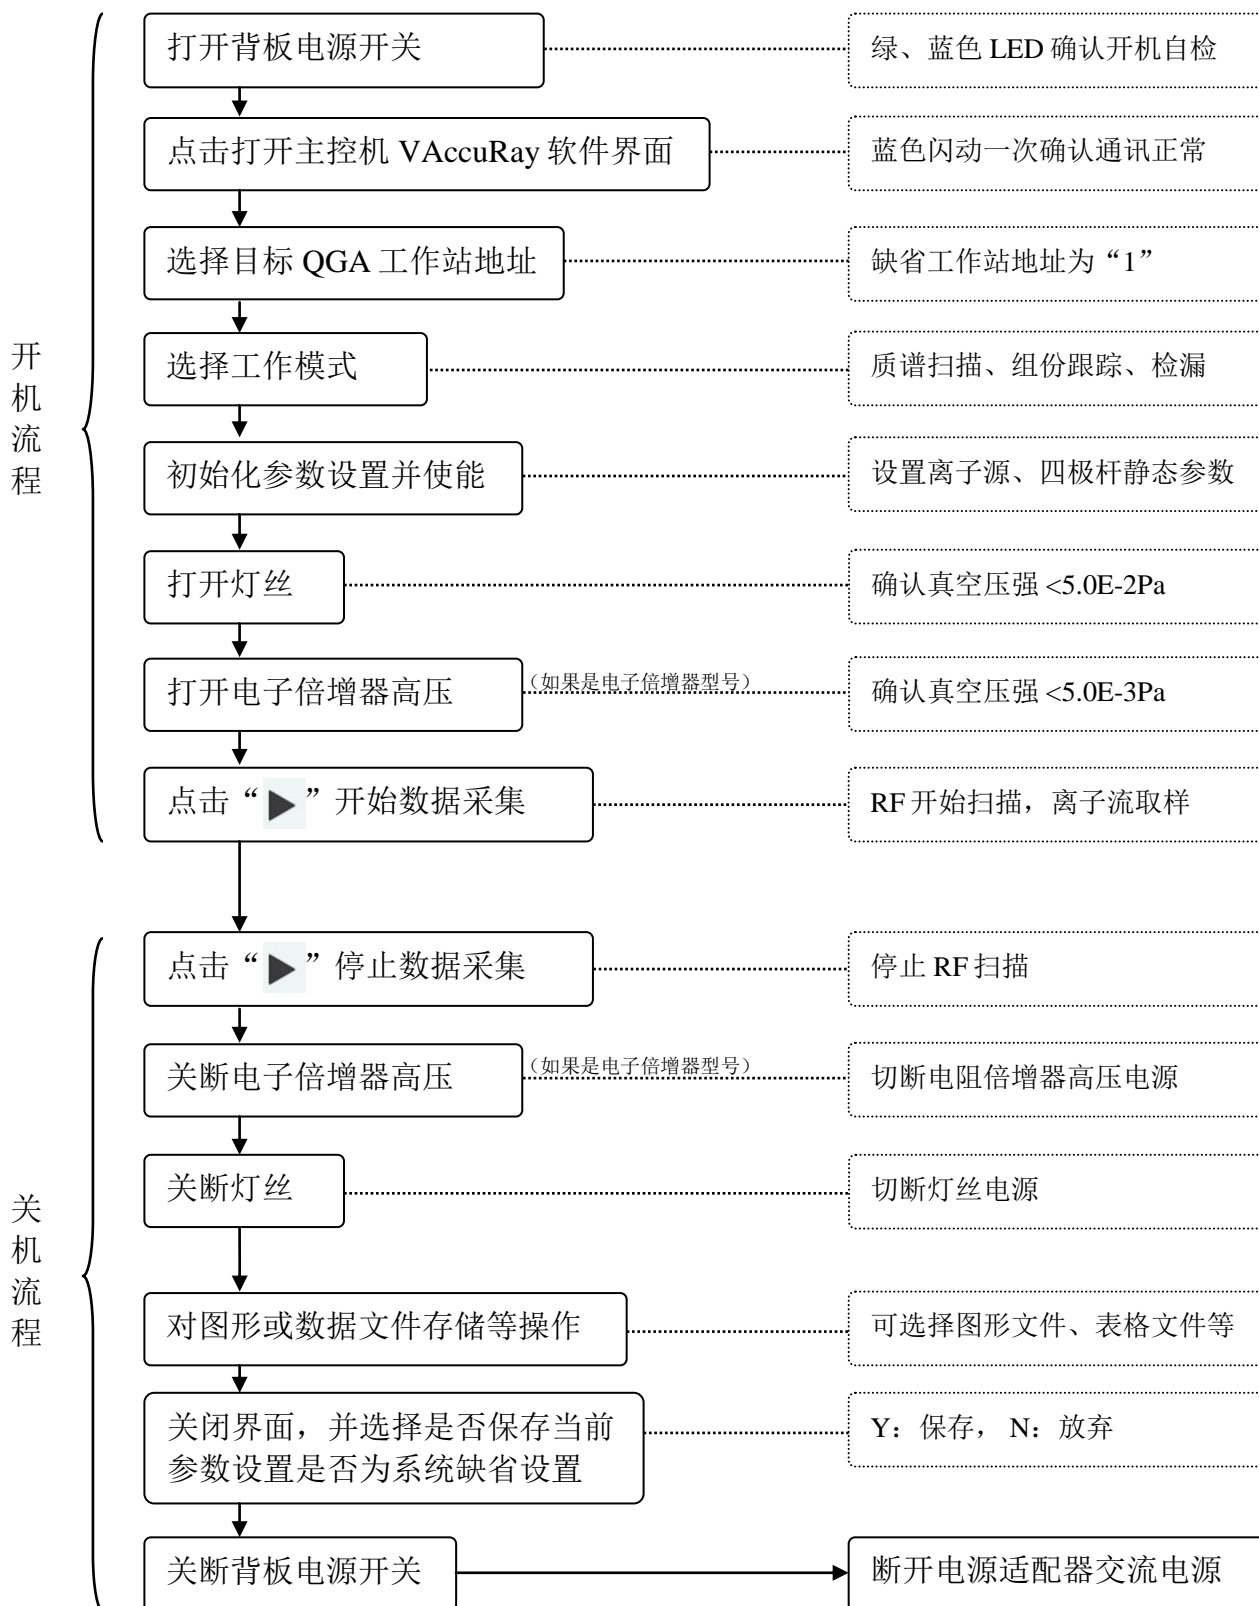 开机流程
打开背板电源开关
绿、蓝色 LED 确认开机自检
点击打开主控机 VAccuRay 软件界面
蓝色闪动一次确认通讯正常
选择目标 QGA 工作站地址
缺省工作站地址为“1”
选择工作模式
质谱扫描、组份跟踪、检漏
初始化参数设置并使能
设置离子源、四极杆静态参数
打开灯丝
确认真空压强 <5.0E-2Pa
打开电子倍增器高压
（如果是电子倍增器型号）
确认真空压强 <5.0E-3Pa
点击“▶”开始数据采集
RF 开始扫描，离子流取样
关机流程
点击“▶”停止数据采集
停止 RF 扫描
关断电子倍增器高压
（如果是电子倍增器型号）
切断电阻倍增器高压电源
关断灯丝
切断灯丝电源
对图形或数据文件存储等操作
可选择图形文件、表格文件等
关闭界面，并选择是否保存当前
参数设置是否为系统缺省设置
Y：保存， N：放弃
关断背板电源开关
断开电源适配器交流电源